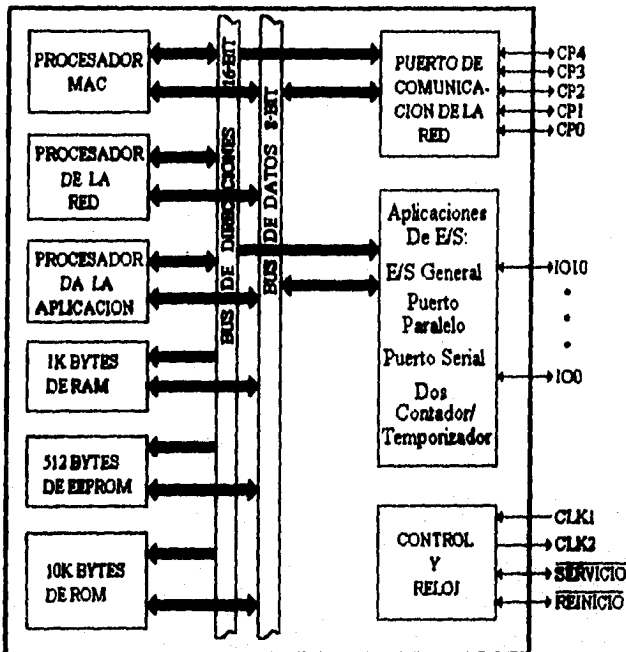 PROCESADOR
MAC
PROCESADOR
DE LA
RED
PROCESADOR
DA LA
APLICACION
1K BYTES
DE RAM
512 BYTES
DE EEPROM
10K BYTES
DE ROM
BUS DE DIRECCIONES 16-BIT
BUS DE DATOS 8-BIT
PUERTO DE
COMUNICA-
CION DE LA
RED
CP4
CP3
CP2
CP1
CP0
Aplicaciones
De E/S:
E/S General
Puerto
Paralelo
Puerto Serial
Dos
Contador/
Temporizador
IO10
IO0
CONTROL
Y
RELOJ
CLK1
CLK2
SERVICIO
REINICIO